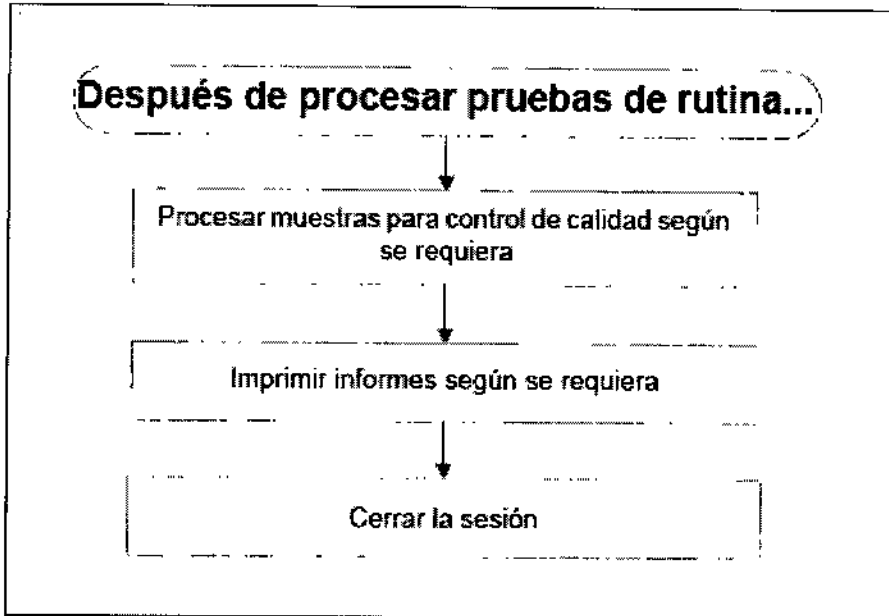 Después de procesar pruebas de rutina...
Procesar muestras para control de calidad según
se requiera
Imprimir informes según se requiera
Cerrar la sesión